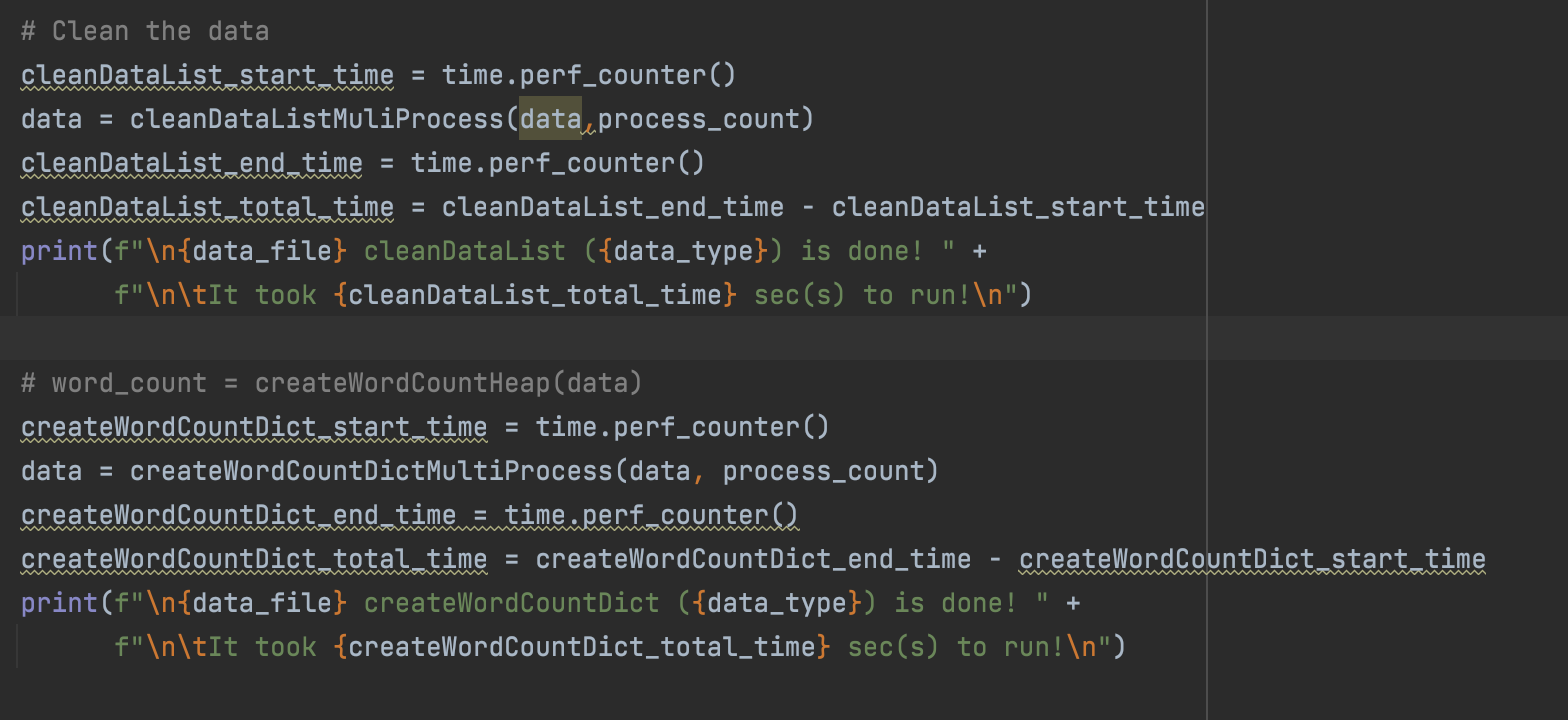 # Clean the data
cleanDataList_start_time = time.perf_counter()
data = cleanDataListMuliProcess(data,process_count)
cleanDataList_end_time = time.perf_counter()
cleanDataList_total_time = cleanDataList_end_time - cleanDataList_start_time
print(f"\n{data_file} cleanDataList ({data_type}) is done! " +
      f"\n\tIt took {cleanDataList_total_time} sec(s) to run!\n")
# word_count = createWordCountHeap(data)
createWordCountDict_start_time = time.perf_counter()
data = createWordCountDictMultiProcess(data, process_count)
createWordCountDict_end_time = time.perf_counter()
createWordCountDict_total_time = createWordCountDict_end_time - createWordCountDict_start_time
print(f"\n{data_file} createWordCountDict ({data_type}) is done! " +
      f"\n\tIt took {createWordCountDict_total_time} sec(s) to run!\n")